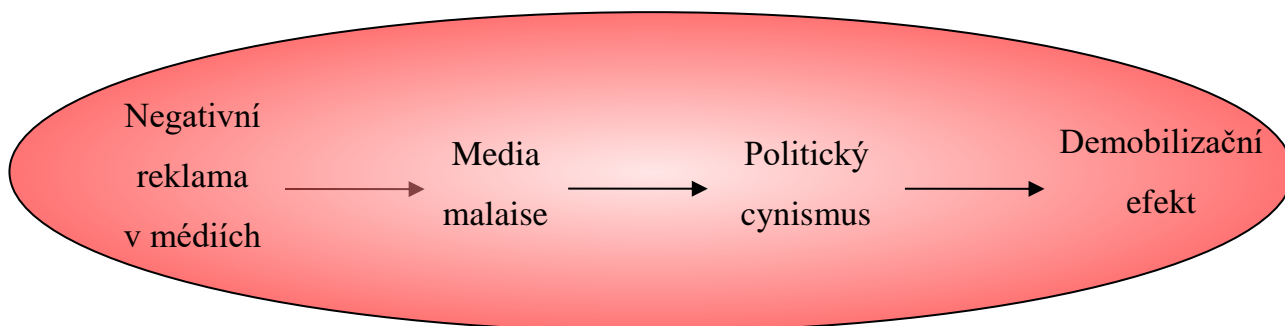 Negativní
reklama
v médiích
Media
malaise
Politický
cynismus
Demobilizační
efekt